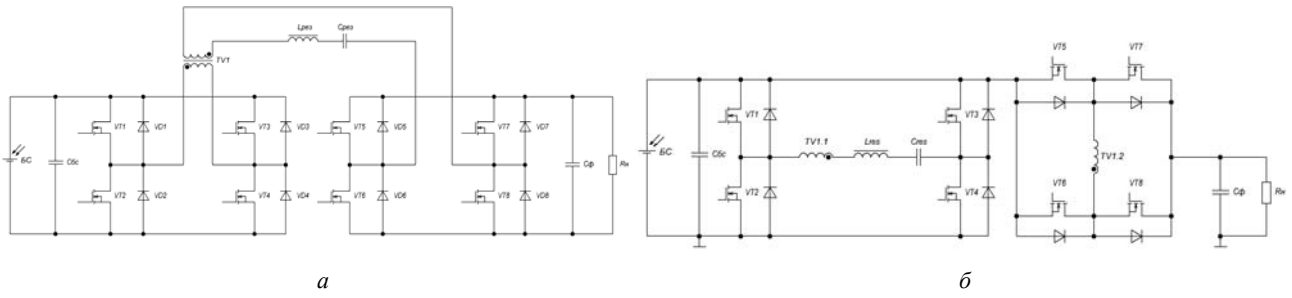 Lрез Cрез
TV1
VT1 VD1 VT3 VD3 VT5 VD5 VT7 VD7
БС Cбс Cф Rн
VT2 VD2 VT4 VD4 VT6 VD6 VT8 VD8
а
VT5 VT7
VT1 VT3
БС Cбс TV1.1 Lres Cres TV1.2
VT2 VT4 VT6 VT8
Cф Rн
б